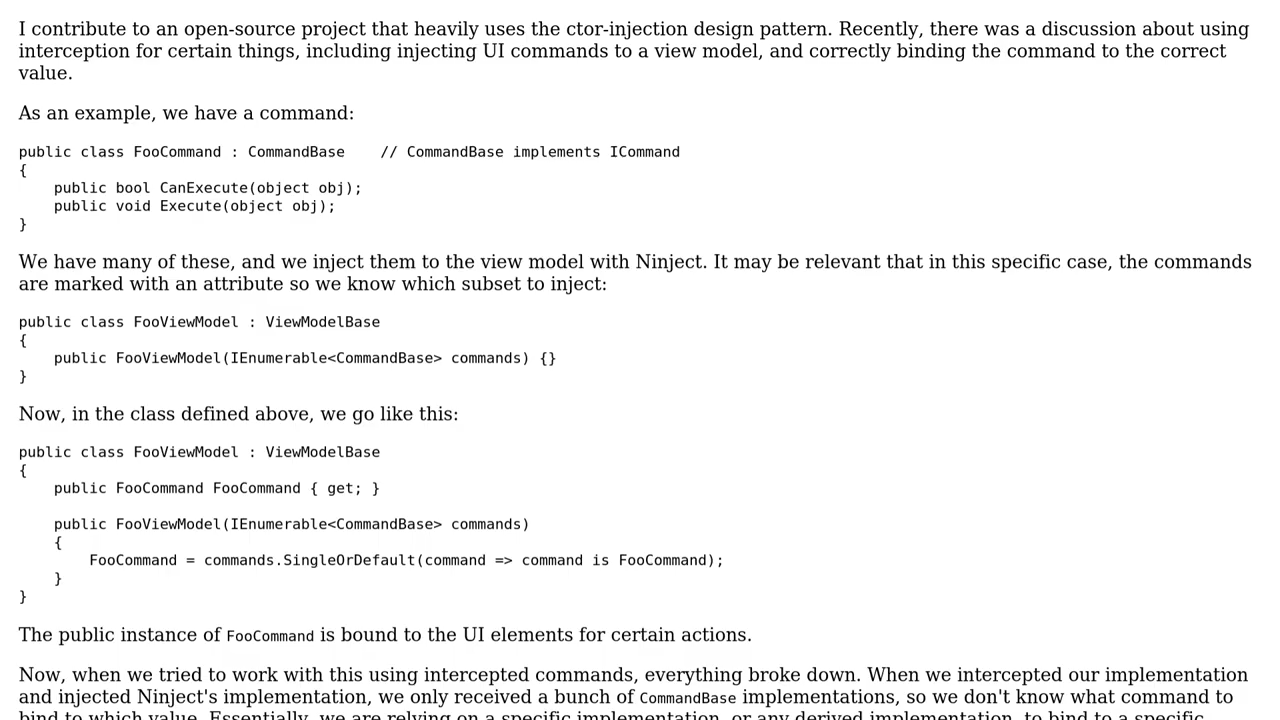 I contribute to an open-source project that heavily uses the ctor-injection design pattern. Recently, there was a discussion about using
interception for certain things, including injecting UI commands to a view model, and correctly binding the command to the correct
value.
As an example, we have a command:
public class FooCommand : CommandBase    // CommandBase implements ICommand
{
    public bool CanExecute(object obj);
    public void Execute(object obj);
}
We have many of these, and we inject them to the view model with Ninject. It may be relevant that in this specific case, the commands
are marked with an attribute so we know which subset to inject:
public class FooViewModel : ViewModelBase
{
    public FooViewModel(IEnumerable<CommandBase> commands) {}
}
Now, in the class defined above, we go like this:
public class FooViewModel : ViewModelBase
{
    public FooCommand FooCommand { get; }
    public FooViewModel(IEnumerable<CommandBase> commands)
    {
        FooCommand = commands.SingleOrDefault(command => command is FooCommand);
    }
}
The public instance of FooCommand is bound to the UI elements for certain actions.
Now, when we tried to work with this using intercepted commands, everything broke down. When we intercepted our implementation
and injected Ninject's implementation, we only received a bunch of CommandBase implementations, so we don't know what command to
bind to which value. Essentially, we are relying on a specific implementation, or any derived implementation, to bind to a specific